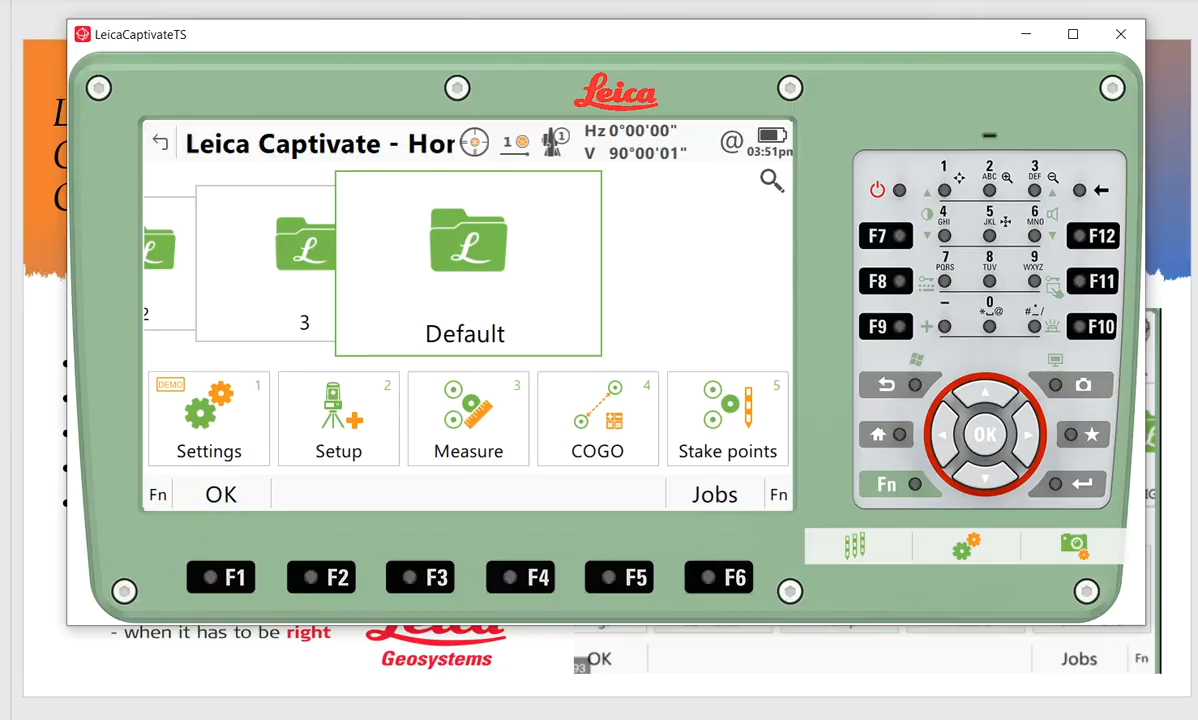 LeicaCaptivateTS
Leica
Leica Captivate - Hor
1
1
Hz 0°00'00"
V 90°00'01"
@
03:51pm
2
3
Default
DEMO
1
Settings
2
Setup
3
Measure
4
COGO
5
Stake points
Fn
OK
Jobs
Fn
F1
F2
F3
F4
F5
F6
1
2
ABC
3
DEF
4
GHI
5
JKL
6
MNO
7
PQRS
8
TUV
9
WXYZ
0
*␣@
#._/
F7
F8
F9
F12
F11
F10
OK
Fn
- when it has to be right
Leica
Geosystems
OK
Jobs
Fn
93